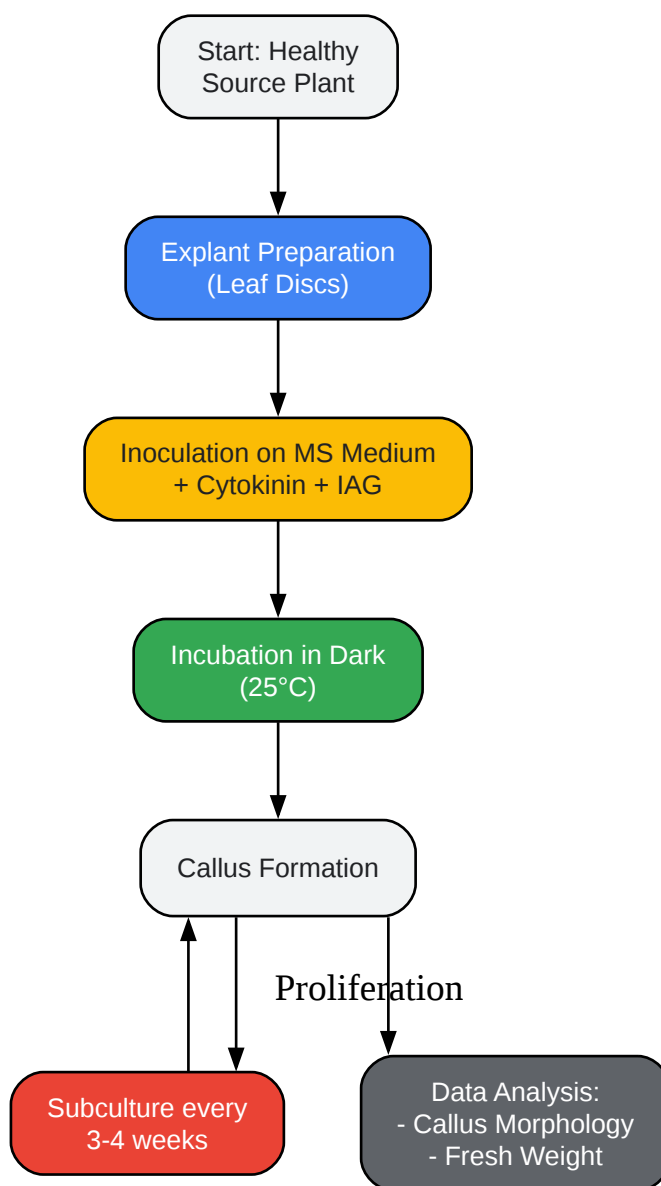 Start: Healthy
Source Plant
Explant Preparation
(Leaf Discs)
Inoculation on MS Medium
+ Cytokinin + IAG
Incubation in Dark
(25°C)
Callus Formation
Proliferation
Subculture every
3-4 weeks
Data Analysis:
- Callus Morphology
- Fresh Weight